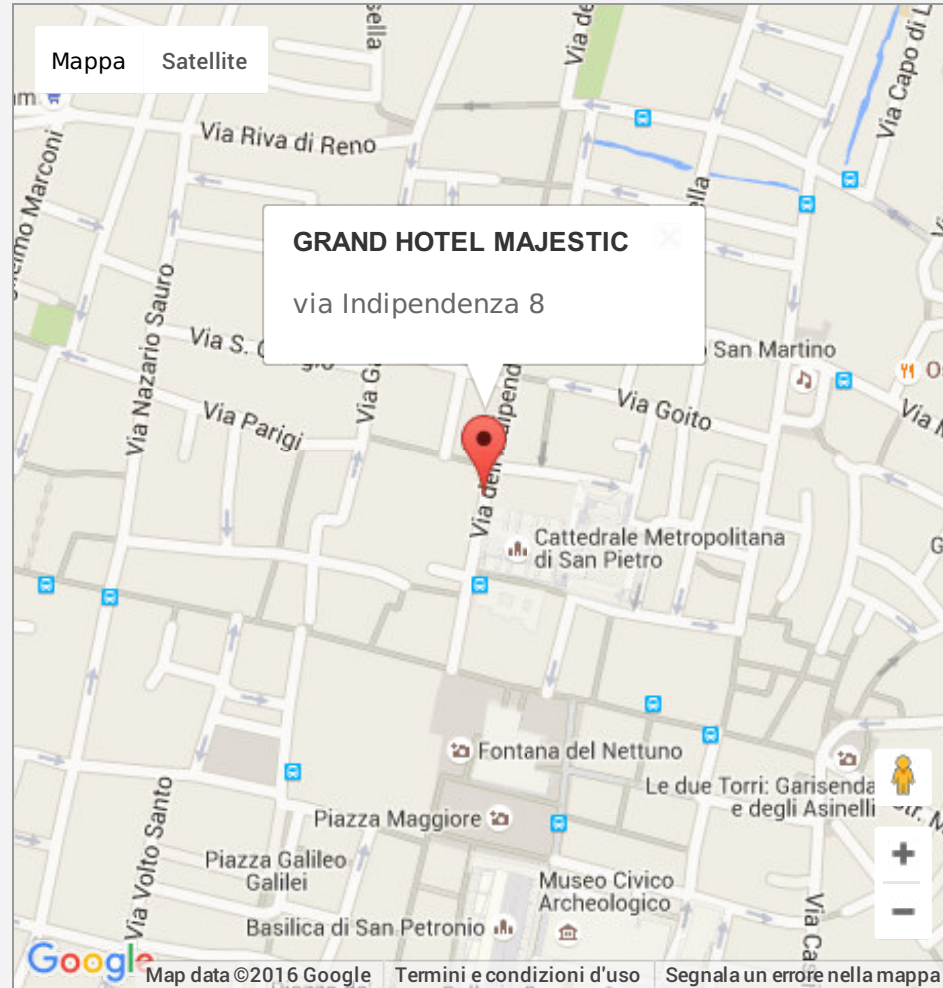 Mappa
Satellite
Via Riva di Reno
Marconi
Via Nazario Sauro
GRAND HOTEL MAJESTIC
via Indipendenza 8
Via Capo di
San Martino
Via S.
Via Goito
Via Parigi
Cattedrale Metropolitana
di San Pietro
Fontana del Nettuno
Le due Torri: Garisenda
e degli Asinelli
Piazza Maggiore
Piazza Galileo
Galilei
Via Volto Santo
Museo Civico
Archeologico
Basilica di San Petronio
Google
Map data ©2016 Google
Termini e condizioni d'uso
Segnala un errore nella mappa